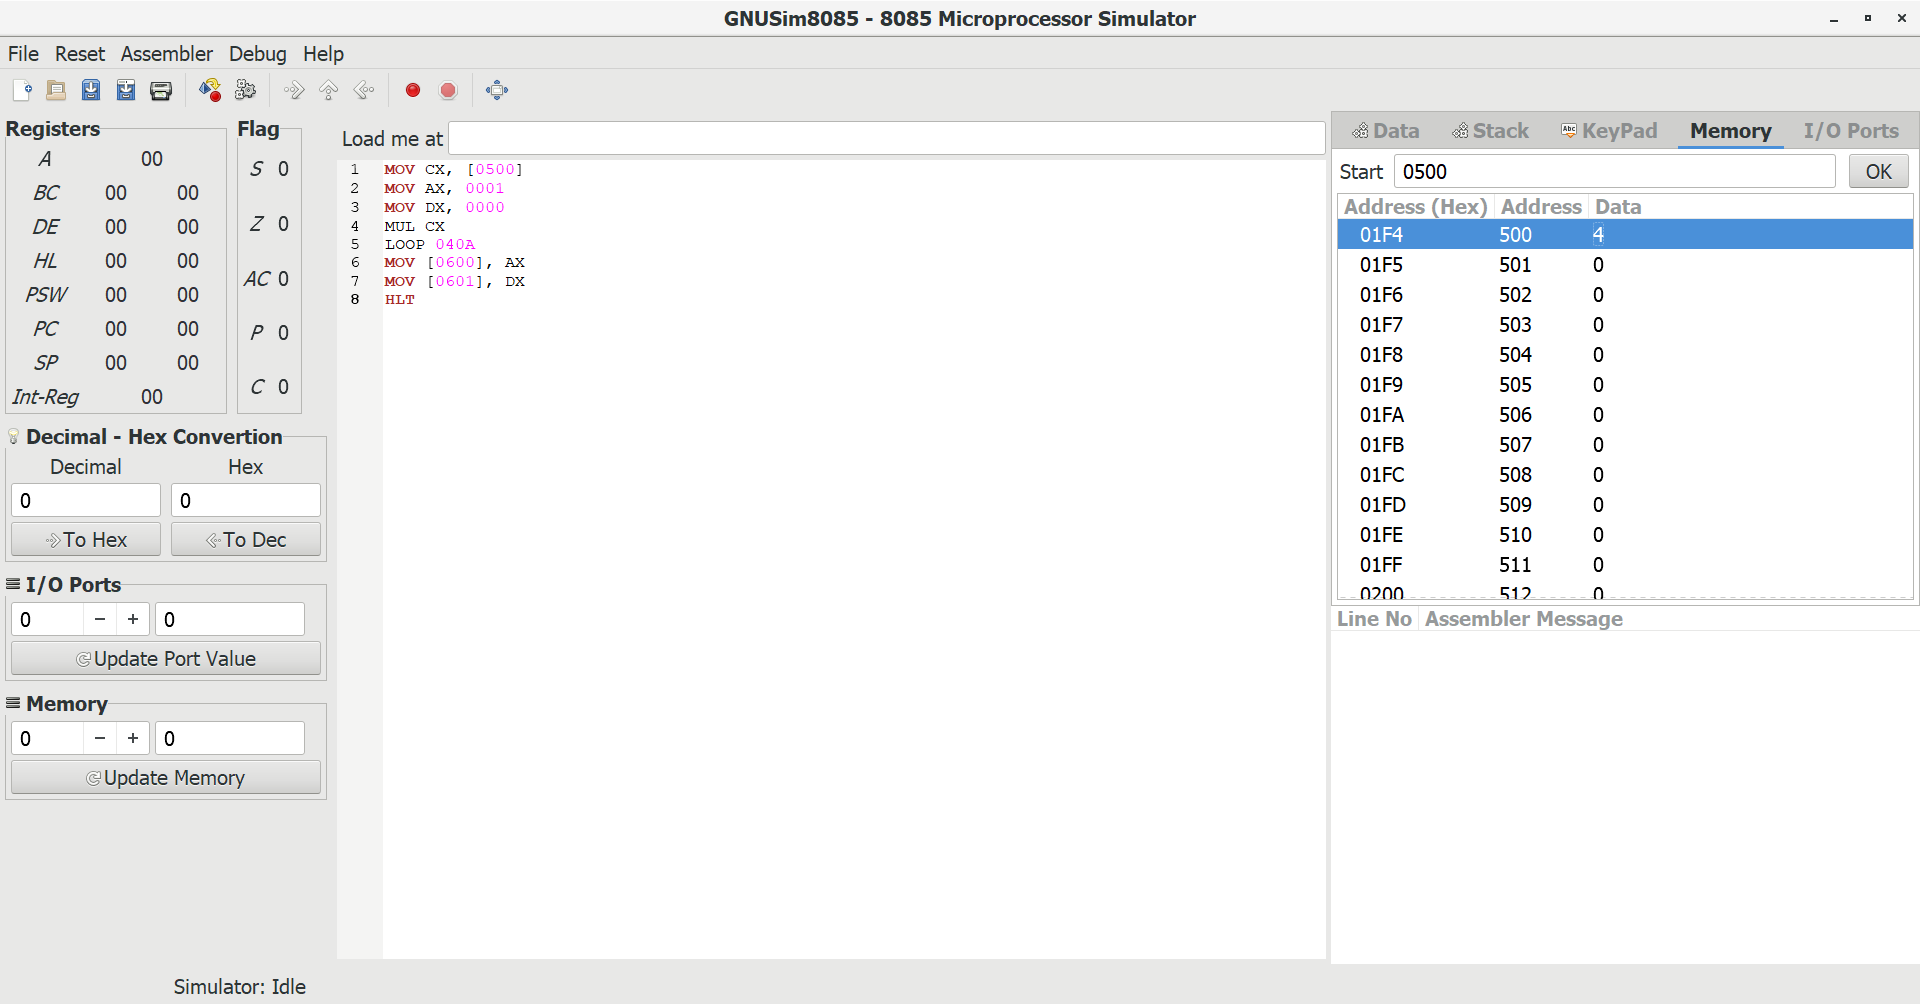 GNUSim8085 - 8085 Microprocessor Simulator
File Reset Assembler Debug Help
Registers
A 00
BC 00 00
DE 00 00
HL 00 00
PSW 00 00
PC 00 00
SP 00 00
Int-Reg 00
Flag
S 0
Z 0
AC 0
P 0
C 0
Decimal - Hex Convertion
Decimal Hex
0 0
To Hex To Dec
I/O Ports
0 − + 0
Update Port Value
Memory
0 − + 0
Update Memory
Simulator: Idle
Load me at
1 MOV CX, [0500]
2 MOV AX, 0001
3 MOV DX, 0000
4 MUL CX
5 LOOP 040A
6 MOV [0600], AX
7 MOV [0601], DX
8 HLT
Data Stack Abc KeyPad Memory I/O Ports
Start 0500 OK
Address (Hex) Address Data
01F4 500 4
01F5 501 0
01F6 502 0
01F7 503 0
01F8 504 0
01F9 505 0
01FA 506 0
01FB 507 0
01FC 508 0
01FD 509 0
01FE 510 0
01FF 511 0
0200 512 0
Line No Assembler Message